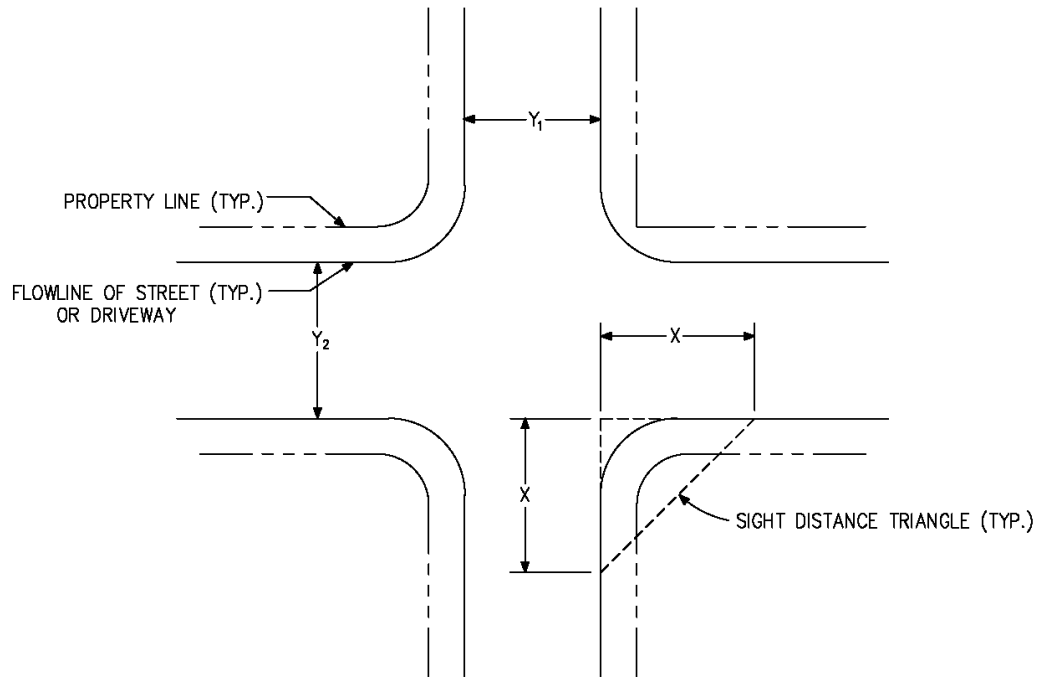 Y₁
PROPERTY LINE (TYP.)
FLOWLINE OF STREET (TYP.)
OR DRIVEWAY
Y₂
X
X
SIGHT DISTANCE TRIANGLE (TYP.)